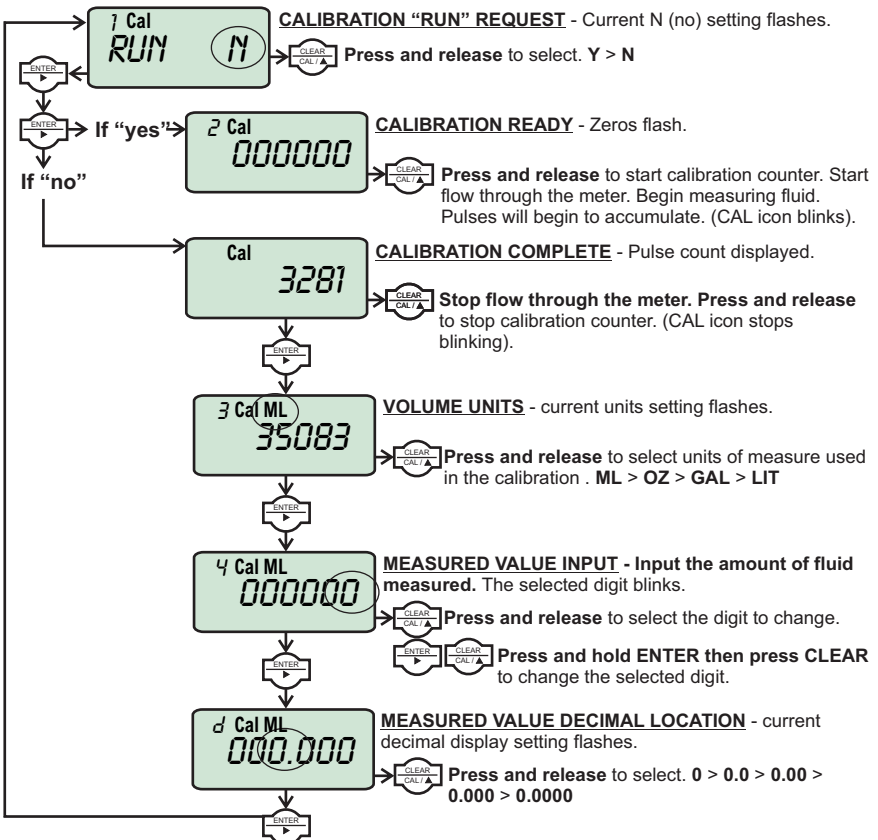 1 Cal
RUN N
CALIBRATION “RUN” REQUEST - Current N (no) setting flashes.
CLEAR
CAL / ▲
Press and release to select. Y > N
ENTER
ENTER
If “yes”
If “no”
2 Cal
000000
CALIBRATION READY - Zeros flash.
CLEAR
CAL / ▲
Press and release to start calibration counter. Start
flow through the meter. Begin measuring fluid.
Pulses will begin to accumulate. (CAL icon blinks).
Cal
3281
CALIBRATION COMPLETE - Pulse count displayed.
CLEAR
CAL / ▲
Stop flow through the meter. Press and release
to stop calibration counter. (CAL icon stops
blinking).
ENTER
3 Cal ML
35083
VOLUME UNITS - current units setting flashes.
CLEAR
CAL / ▲
Press and release to select units of measure used
in the calibration . ML > OZ > GAL > LIT
ENTER
4 Cal ML
000000
MEASURED VALUE INPUT - Input the amount of fluid
measured. The selected digit blinks.
CLEAR
CAL / ▲
Press and release to select the digit to change.
ENTER
CLEAR
CAL / ▲
Press and hold ENTER then press CLEAR
to change the selected digit.
ENTER
d Cal ML
000.000
MEASURED VALUE DECIMAL LOCATION - current
decimal display setting flashes.
CLEAR
CAL / ▲
Press and release to select. 0 > 0.0 > 0.00 >
0.000 > 0.0000
ENTER